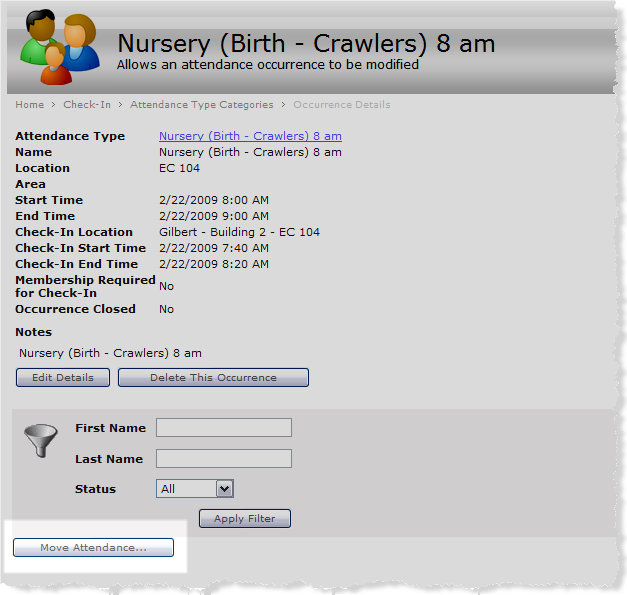 Nursery (Birth - Crawlers) 8 am
Allows an attendance occurrence to be modified
Home > Check-In > Attendance Type Categories > Occurrence Details
Attendance Type Nursery (Birth - Crawlers) 8 am
Name Nursery (Birth - Crawlers) 8 am
Location EC 104
Area
Start Time 2/22/2009 8:00 AM
End Time 2/22/2009 9:00 AM
Check-In Location Gilbert - Building 2 - EC 104
Check-In Start Time 2/22/2009 7:40 AM
Check-In End Time 2/22/2009 8:20 AM
Membership Required
for Check-In No
Occurrence Closed No
Notes
Nursery (Birth - Crawlers) 8 am
Edit Details Delete This Occurrence
First Name
Last Name
Status All
Apply Filter
Move Attendance...